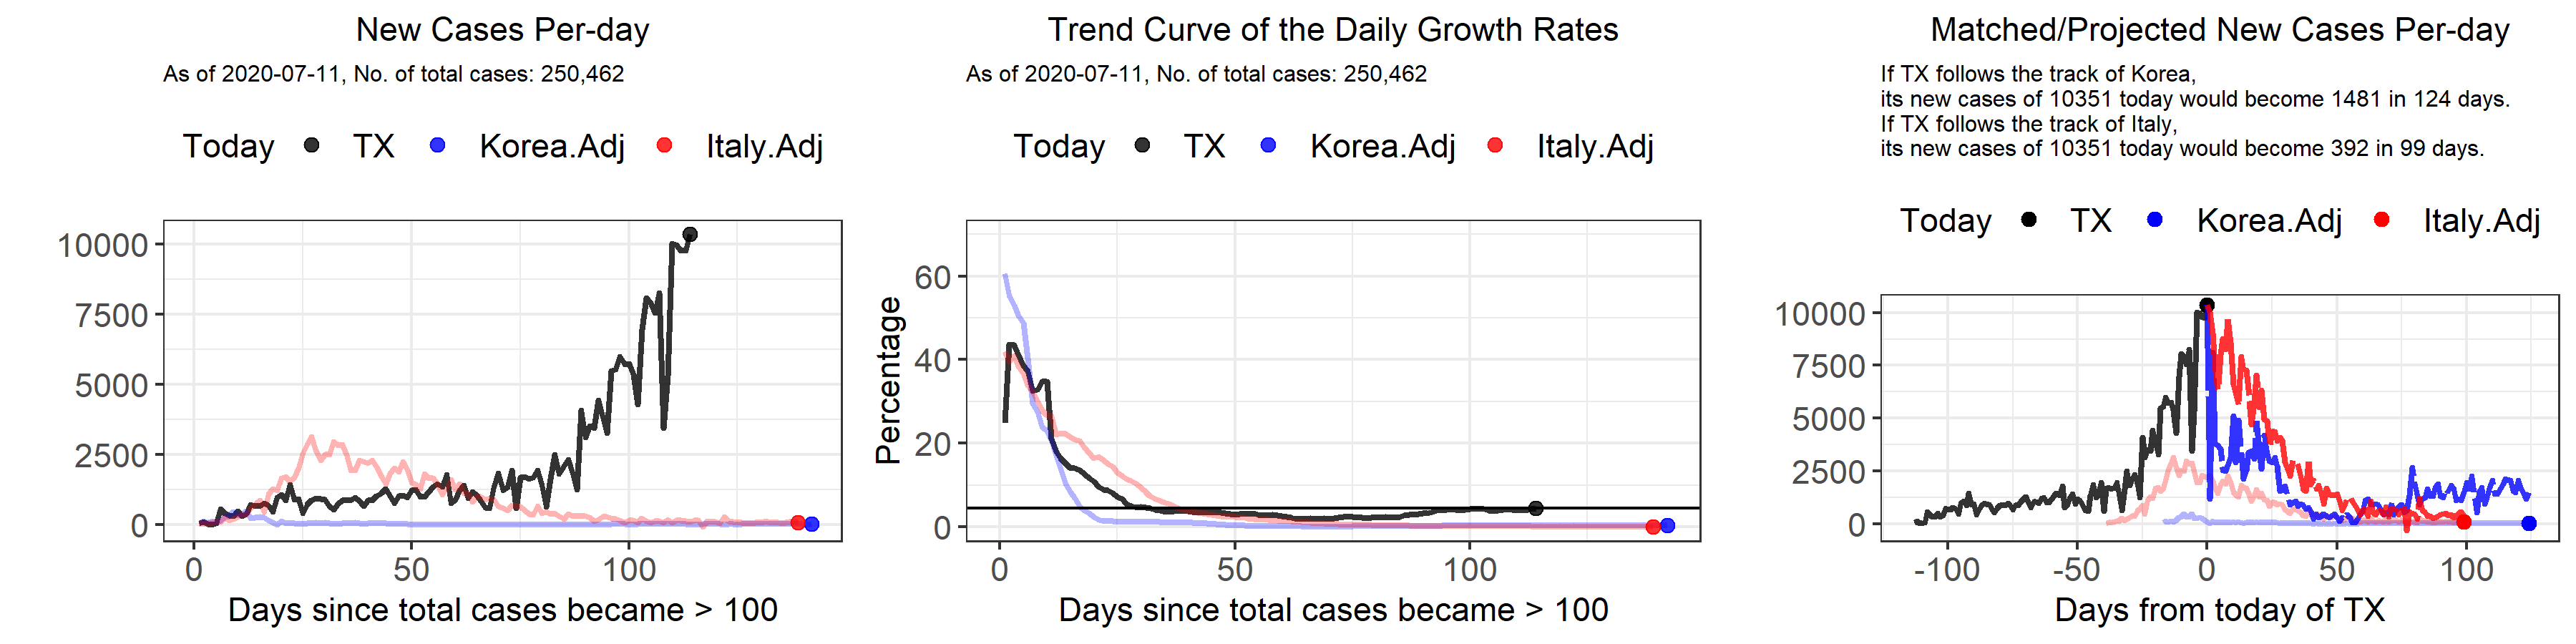 New Cases Per-day
As of 2020-07-11, No. of total cases: 250,462
Today TX Korea.Adj Italy.Adj
10000
7500
5000
2500
0
0 50 100
Days since total cases became > 100
Trend Curve of the Daily Growth Rates
As of 2020-07-11, No. of total cases: 250,462
Today TX Korea.Adj Italy.Adj
Percentage
60
40
20
0
0 50 100
Days since total cases became > 100
Matched/Projected New Cases Per-day
If TX follows the track of Korea,
its new cases of 10351 today would become 1481 in 124 days.
If TX follows the track of Italy,
its new cases of 10351 today would become 392 in 99 days.
Today TX Korea.Adj Italy.Adj
10000
7500
5000
2500
0
-100 -50 0 50 100
Days from today of TX